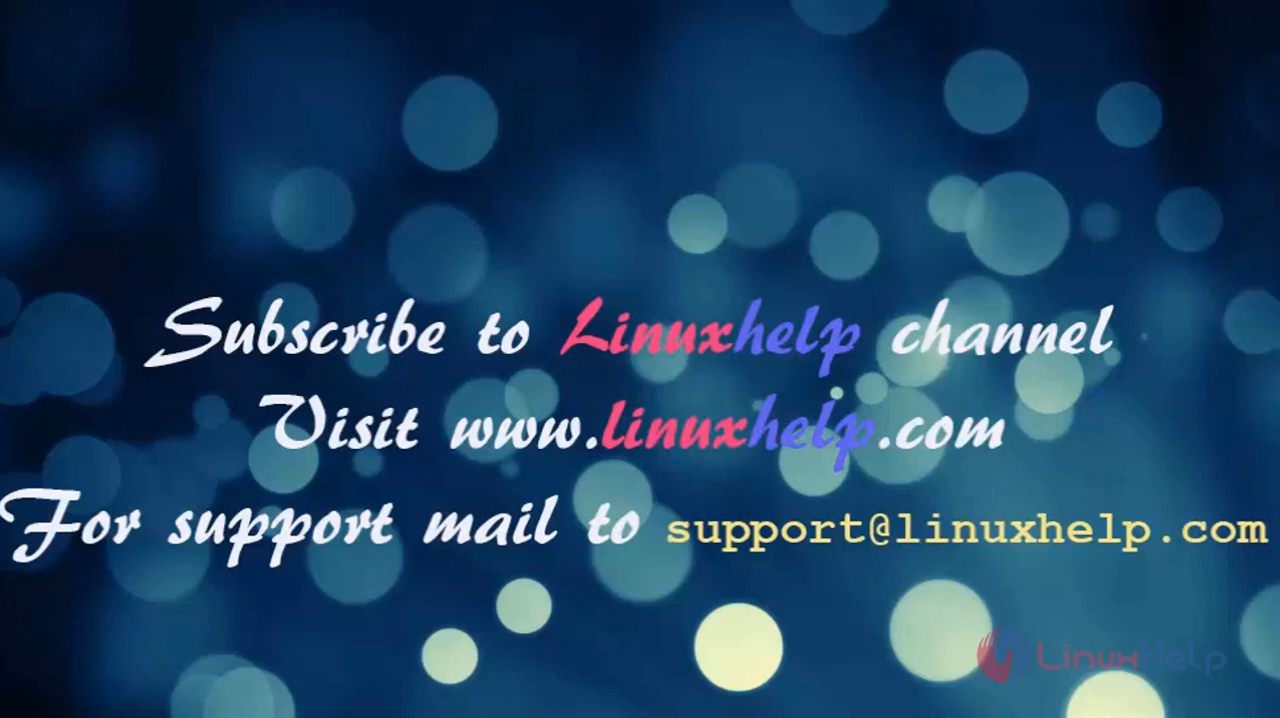 Subscribe to Linuxhelp channel
Visit www.linuxhelp.com
For support mail to support@linuxhelp.com
LinuxHelp